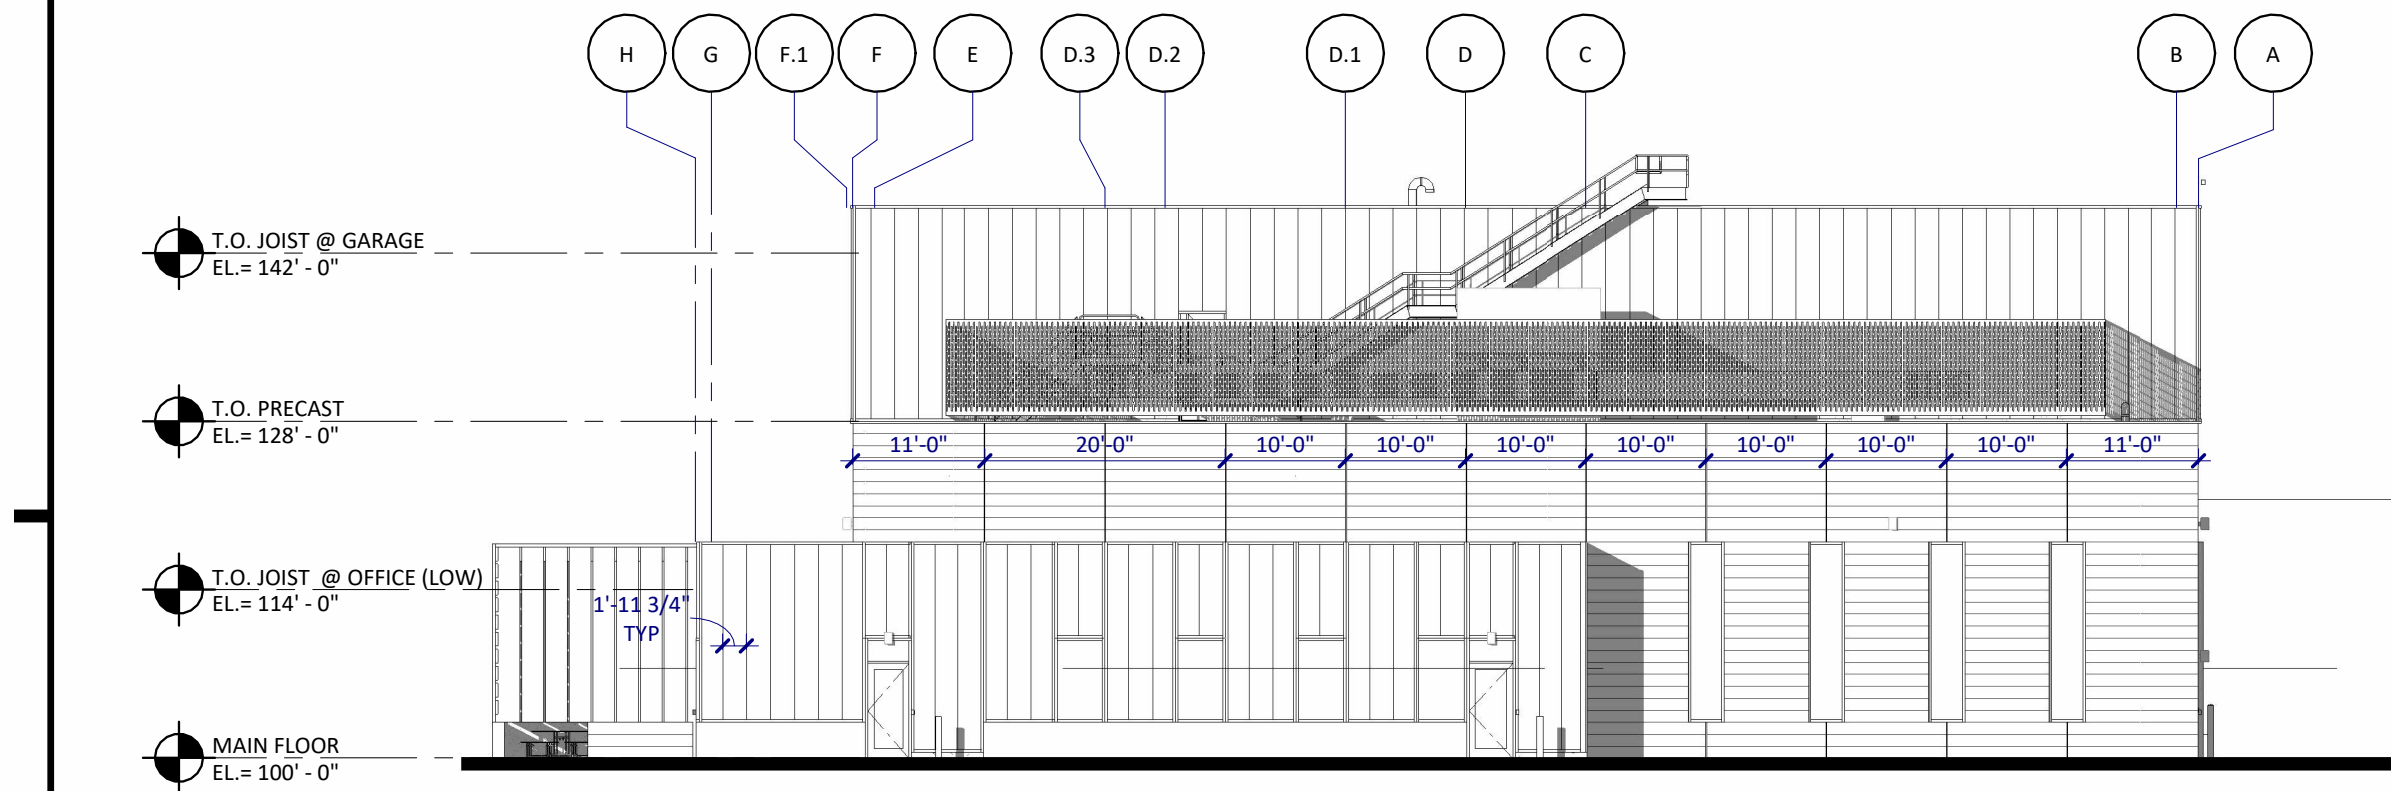 H G F.1 F E D.3 D.2 D.1 D C B A
T.O. JOIST @ GARAGE
EL.= 142' - 0"
T.O. PRECAST
EL.= 128' - 0"
11'-0" 20'-0" 10'-0" 10'-0" 10'-0" 10'-0" 10'-0" 10'-0" 10'-0" 11'-0"
T.O. JOIST @ OFFICE (LOW)
EL.= 114' - 0"
1'-11 3/4"
TYP
MAIN FLOOR
EL.= 100' - 0"